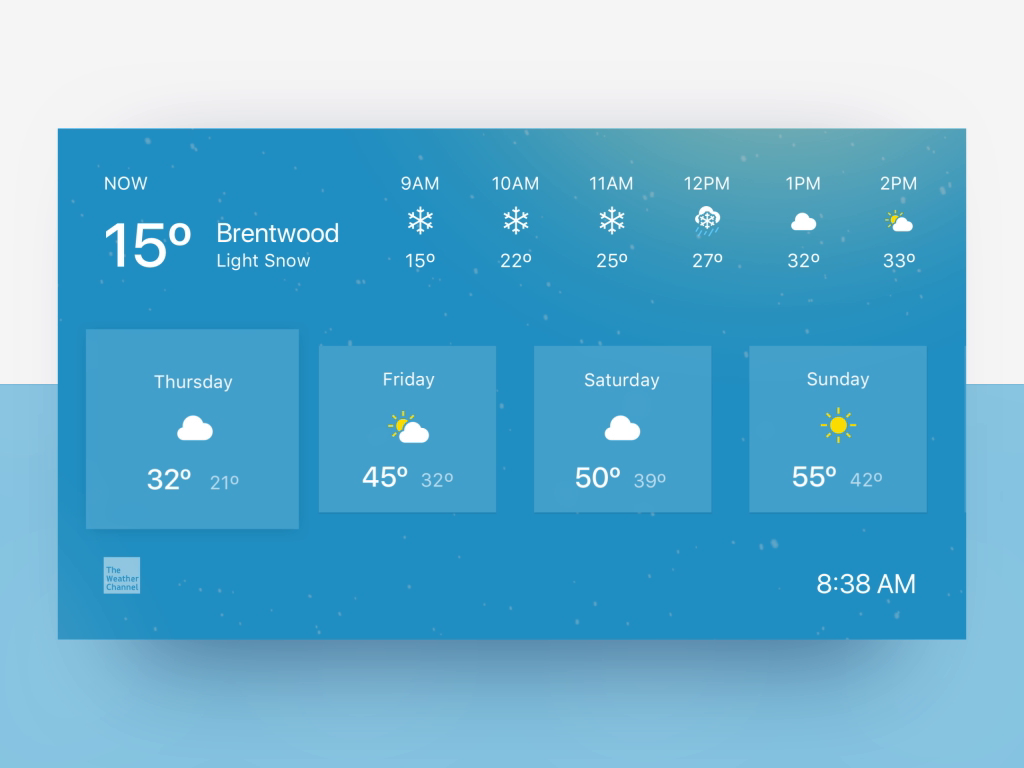 NOW
15º
Brentwood
Light Snow
9AM 10AM 11AM 12PM 1PM 2PM
15º 22º 25º 27º 32º 33º
Thursday Friday Saturday Sunday
32º 21º 45º 32º 50º 39º 55º 42º
The
Weather
Channel
8:38 AM